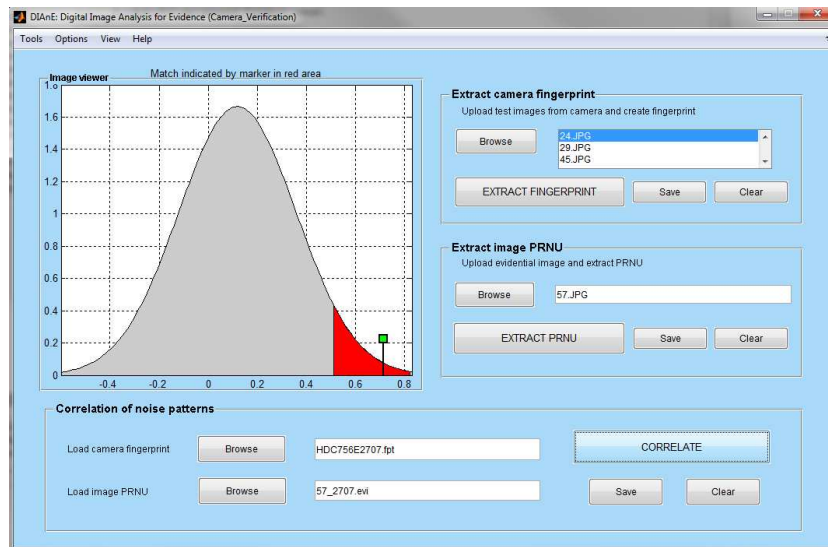 DIAnE: Digital Image Analysis for Evidence (Camera_Verification)
Tools Options View Help
Image viewer
Match indicated by marker in red area
1.8
1.6
1.4
1.2
1
0.8
0.6
0.4
0.2
0
-0.4 -0.2 0 0.2 0.4 0.6 0.8
Extract camera fingerprint
Upload test images from camera and create fingerprint
Browse
24.JPG
29.JPG
45.JPG
EXTRACT FINGERPRINT Save Clear
Extract image PRNU
Upload evidential image and extract PRNU
Browse 57.JPG
EXTRACT PRNU Save Clear
Correlation of noise patterns
Load camera fingerprint Browse HDC756E2707.fpt CORRELATE
Load image PRNU Browse 57_2707.evi Save Clear